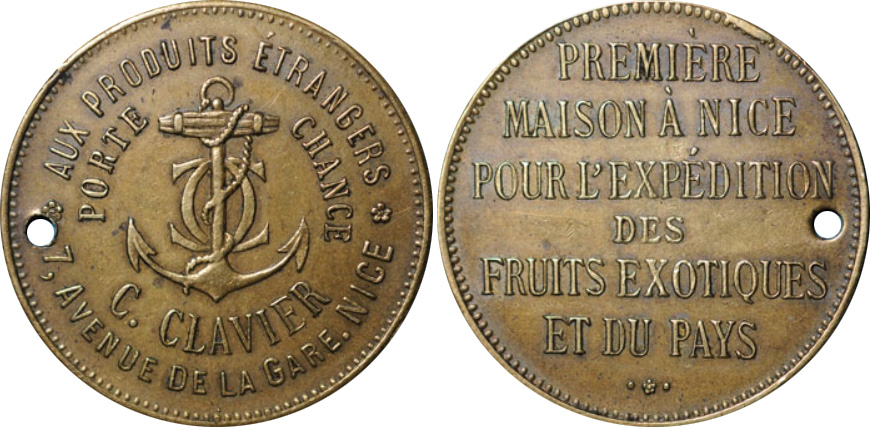 AUX PRODUITS ÉTRANGERS
PORTE CHANCE
C. CLAVIER
7, AVENUE DE LA GARE. NICE
PREMIÈRE
MAISON À NICE
POUR L'EXPÉDITION
DES
FRUITS EXOTIQUES
ET DU PAYS